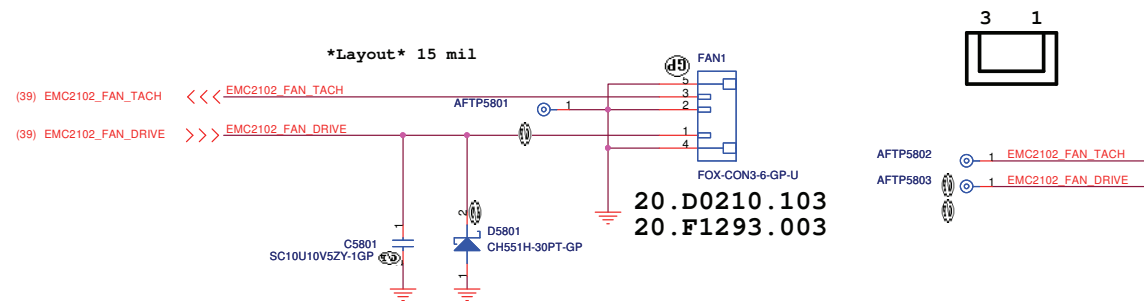 3 1
*Layout* 15 mil
GP
FAN1
5
(39) EMC2102_FAN_TACH
EMC2102_FAN_TACH
3
AFTP5801
1
2
(39) EMC2102_FAN_DRIVE
EMC2102_FAN_DRIVE
1
4
AFTP5802
1
EMC2102_FAN_TACH
FOX-CON3-6-GP-U
AFTP5803
1
EMC2102_FAN_DRIVE
20.D0210.103
20.F1293.003
2
1
D5801
C5801
CH551H-30PT-GP
SC10U10V5ZY-1GP
1